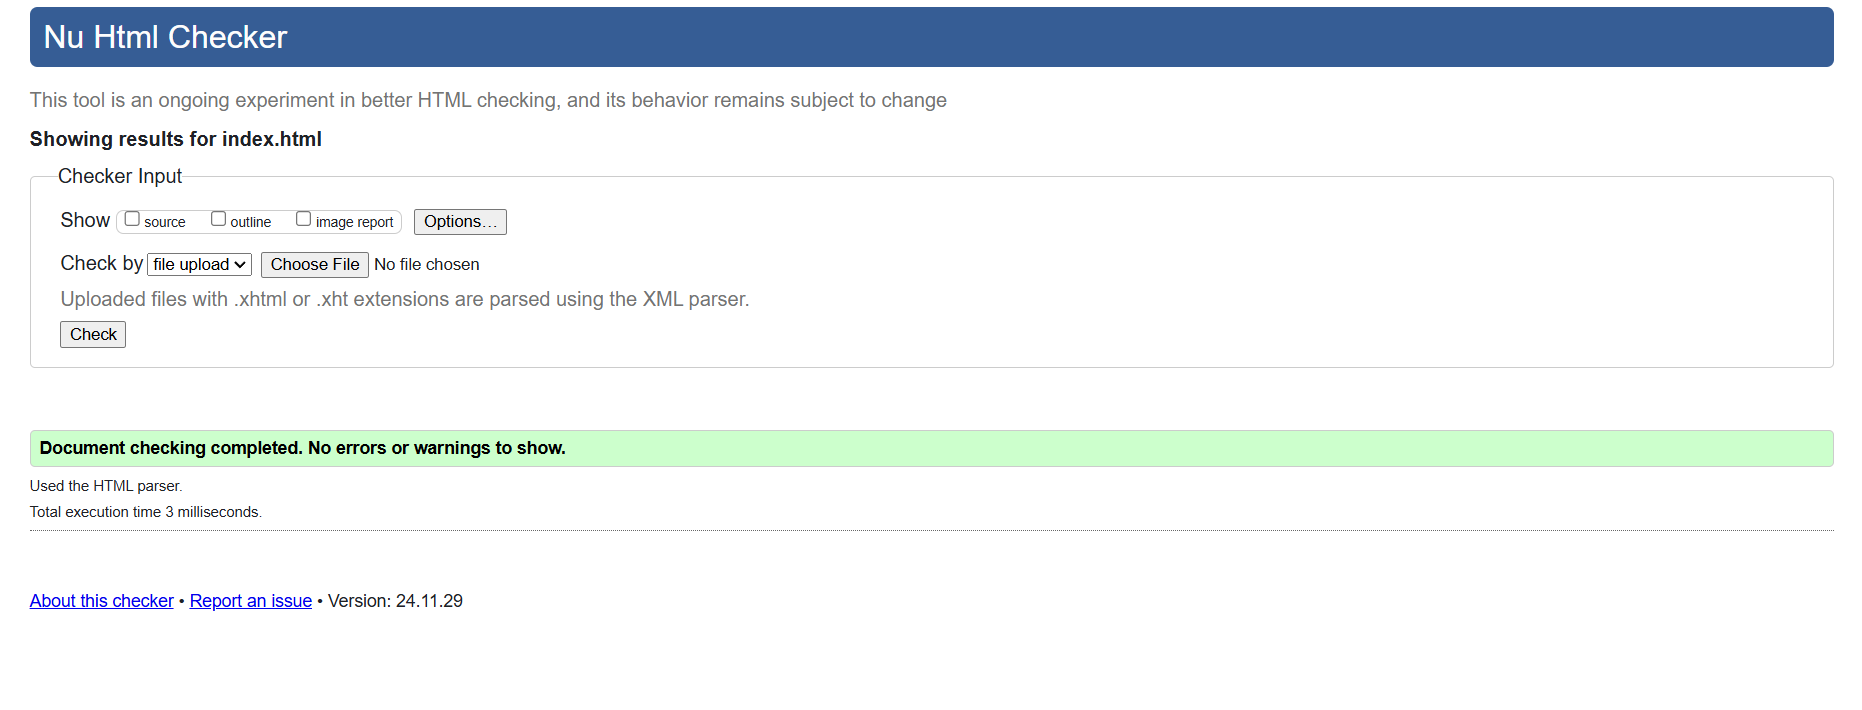 Nu Html Checker
This tool is an ongoing experiment in better HTML checking, and its behavior remains subject to change
Showing results for index.html
Checker Input
Show source outline image report Options...
Check by file upload Choose File No file chosen
Uploaded files with .xhtml or .xht extensions are parsed using the XML parser.
Check
Document checking completed. No errors or warnings to show.
Used the HTML parser.
Total execution time 3 milliseconds.
About this checker • Report an issue • Version: 24.11.29